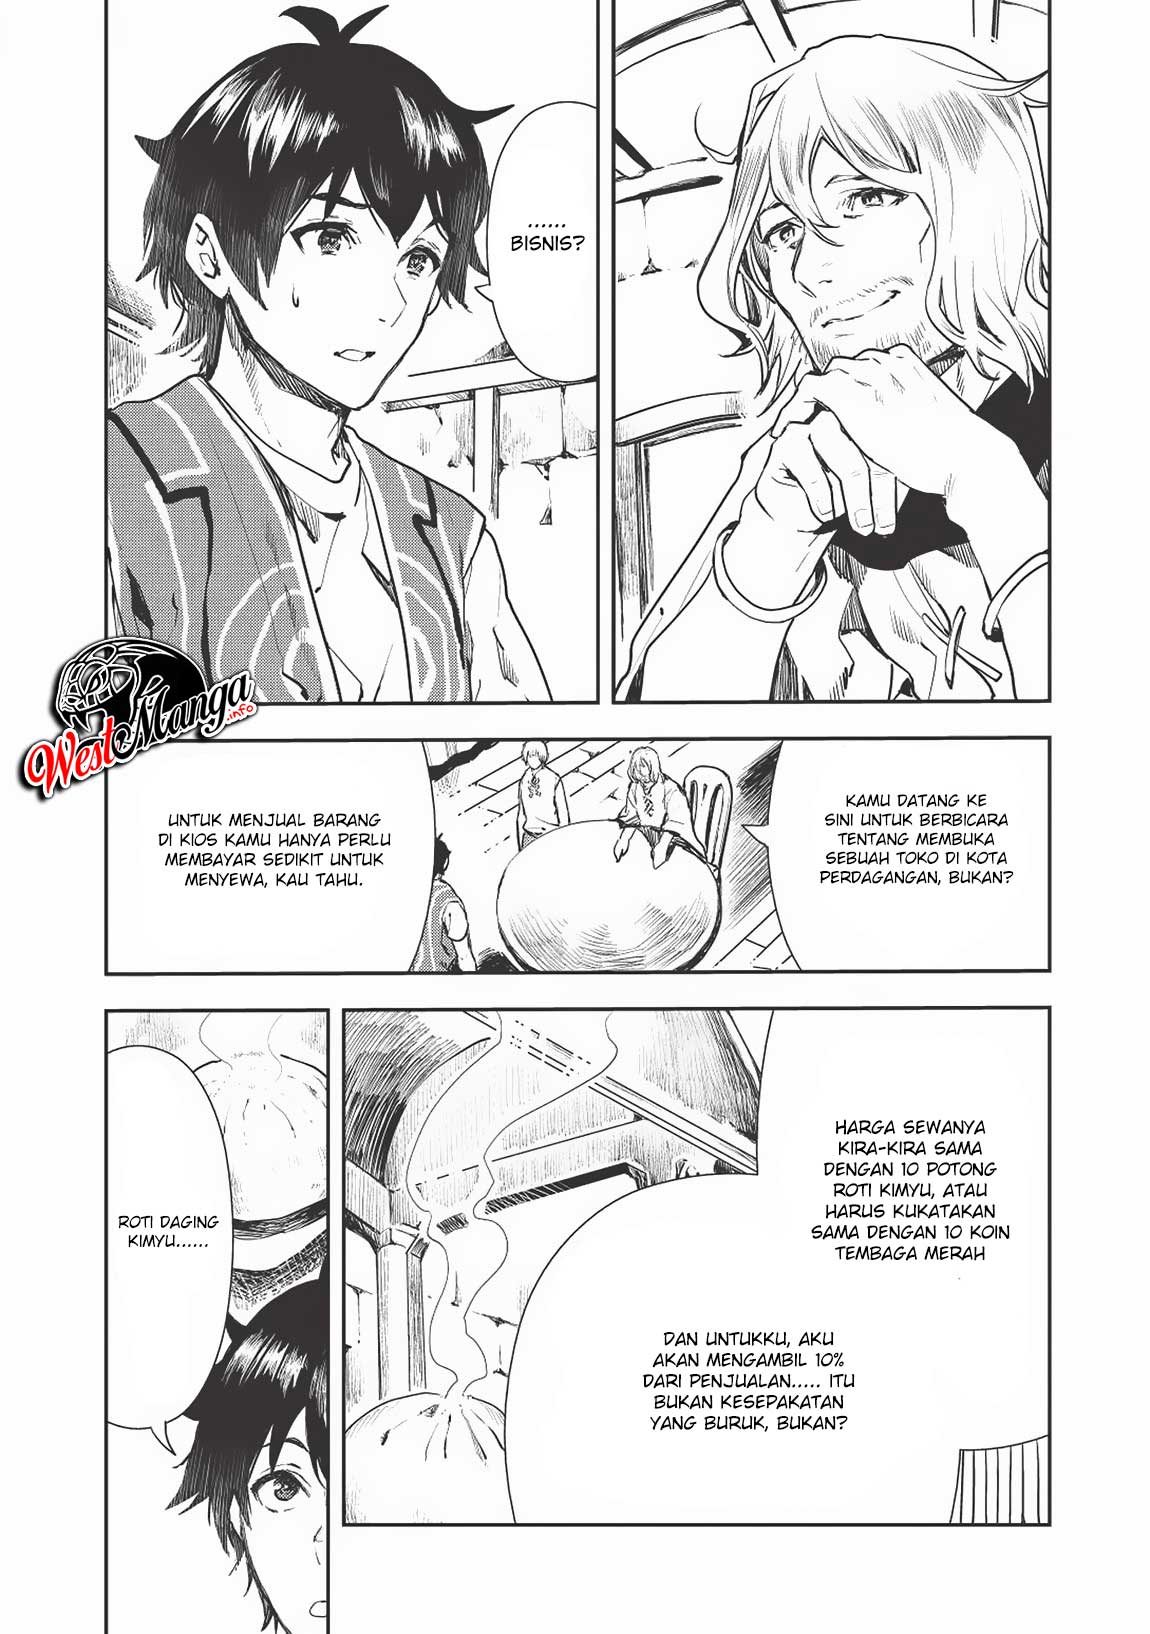 ......
BISNIS?
KAMU DATANG KE
SINI UNTUK BERBICARA
TENTANG MEMBUKA
SEBUAH TOKO DI KOTA
PERDAGANGAN, BUKAN?
UNTUK MENJUAL BARANG
DI KIOS KAMU HANYA PERLU
MEMBAYAR SEDIKIT UNTUK
MENYEWA, KAU TAHU.
HARGA SEWANYA
KIRA-KIRA SAMA
DENGAN 10 POTONG
ROTI KIMYU, ATAU
HARUS KUKATAKAN
SAMA DENGAN 10 KOIN
TEMBAGA MERAH
DAN UNTUKKU, AKU
AKAN MENGAMBIL 10%
DARI PENJUALAN..... ITU
BUKAN KESEPAKATAN
YANG BURUK, BUKAN?
ROTI DAGING
KIMYU......
WestManga
.info